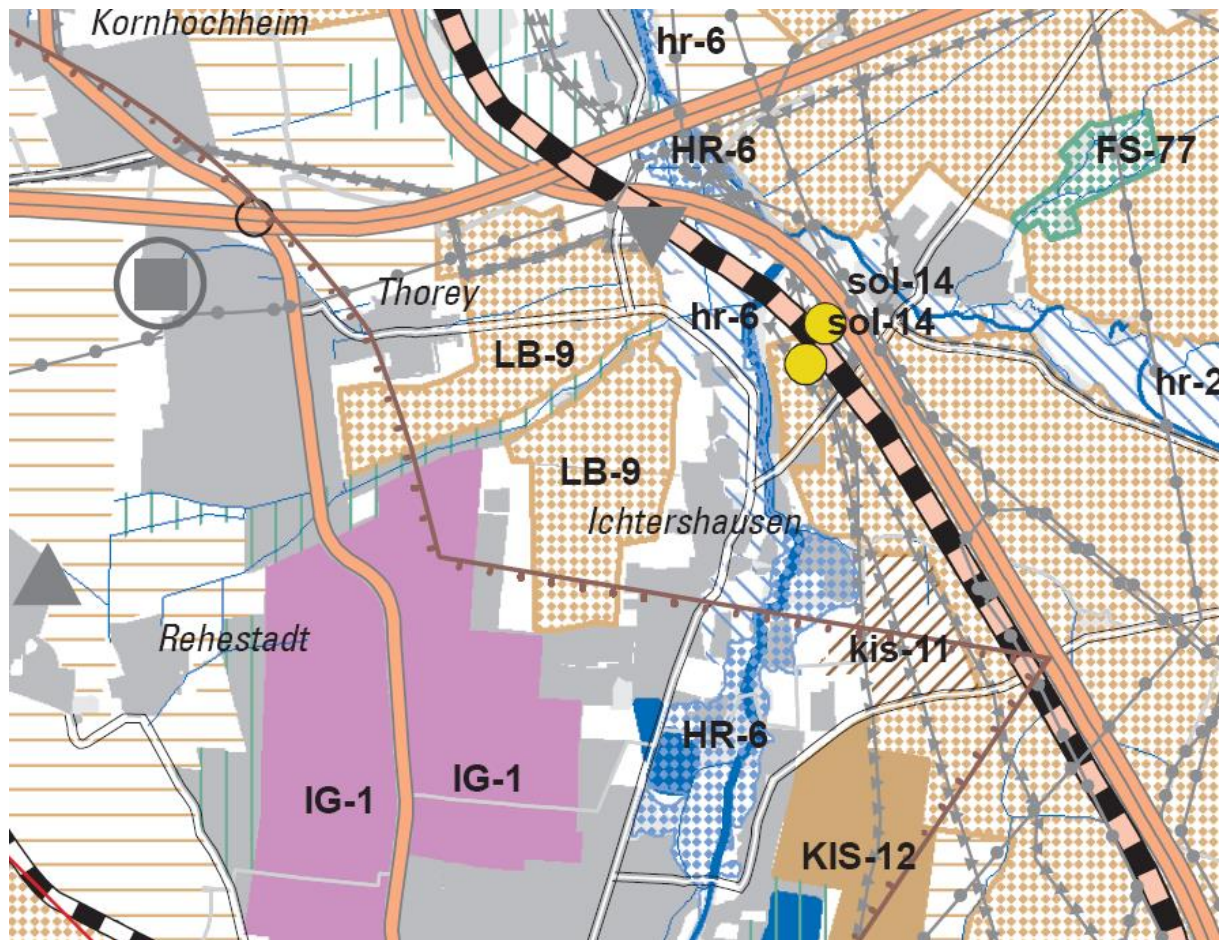 Kornhochheim
hr-6
HR-6
FS-77
sol-14
Thorey
hr-6
sol-14
LB-9
hr-2
LB-9
Ichtershausen
Rehestadt
kis-11
HR-6
IG-1
IG-1
KIS-12